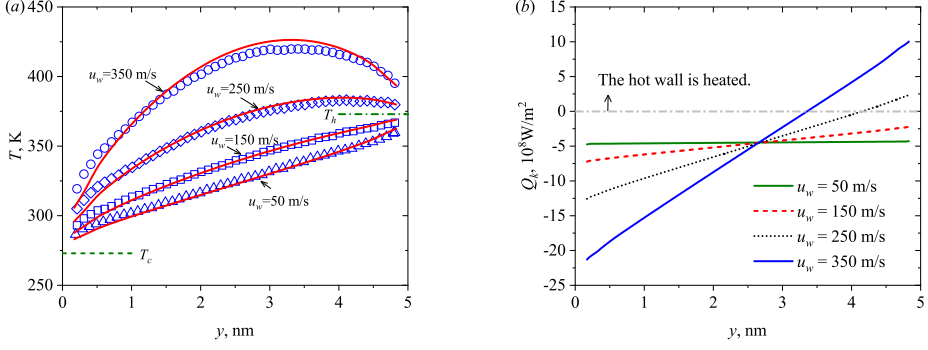 (a)
450
400
350
300
250
T, K
0
1
2
3
4
5
y, nm
u_w=350 m/s
u_w=250 m/s
T_h
u_w=150 m/s
u_w=50 m/s
T_c
(b)
15
10
5
0
-5
-10
-15
-20
-25
Q_k, 10^8W/m^2
0
1
2
3
4
5
y, nm
The hot wall is heated.
u_w = 50 m/s
u_w = 150 m/s
u_w = 250 m/s
u_w = 350 m/s